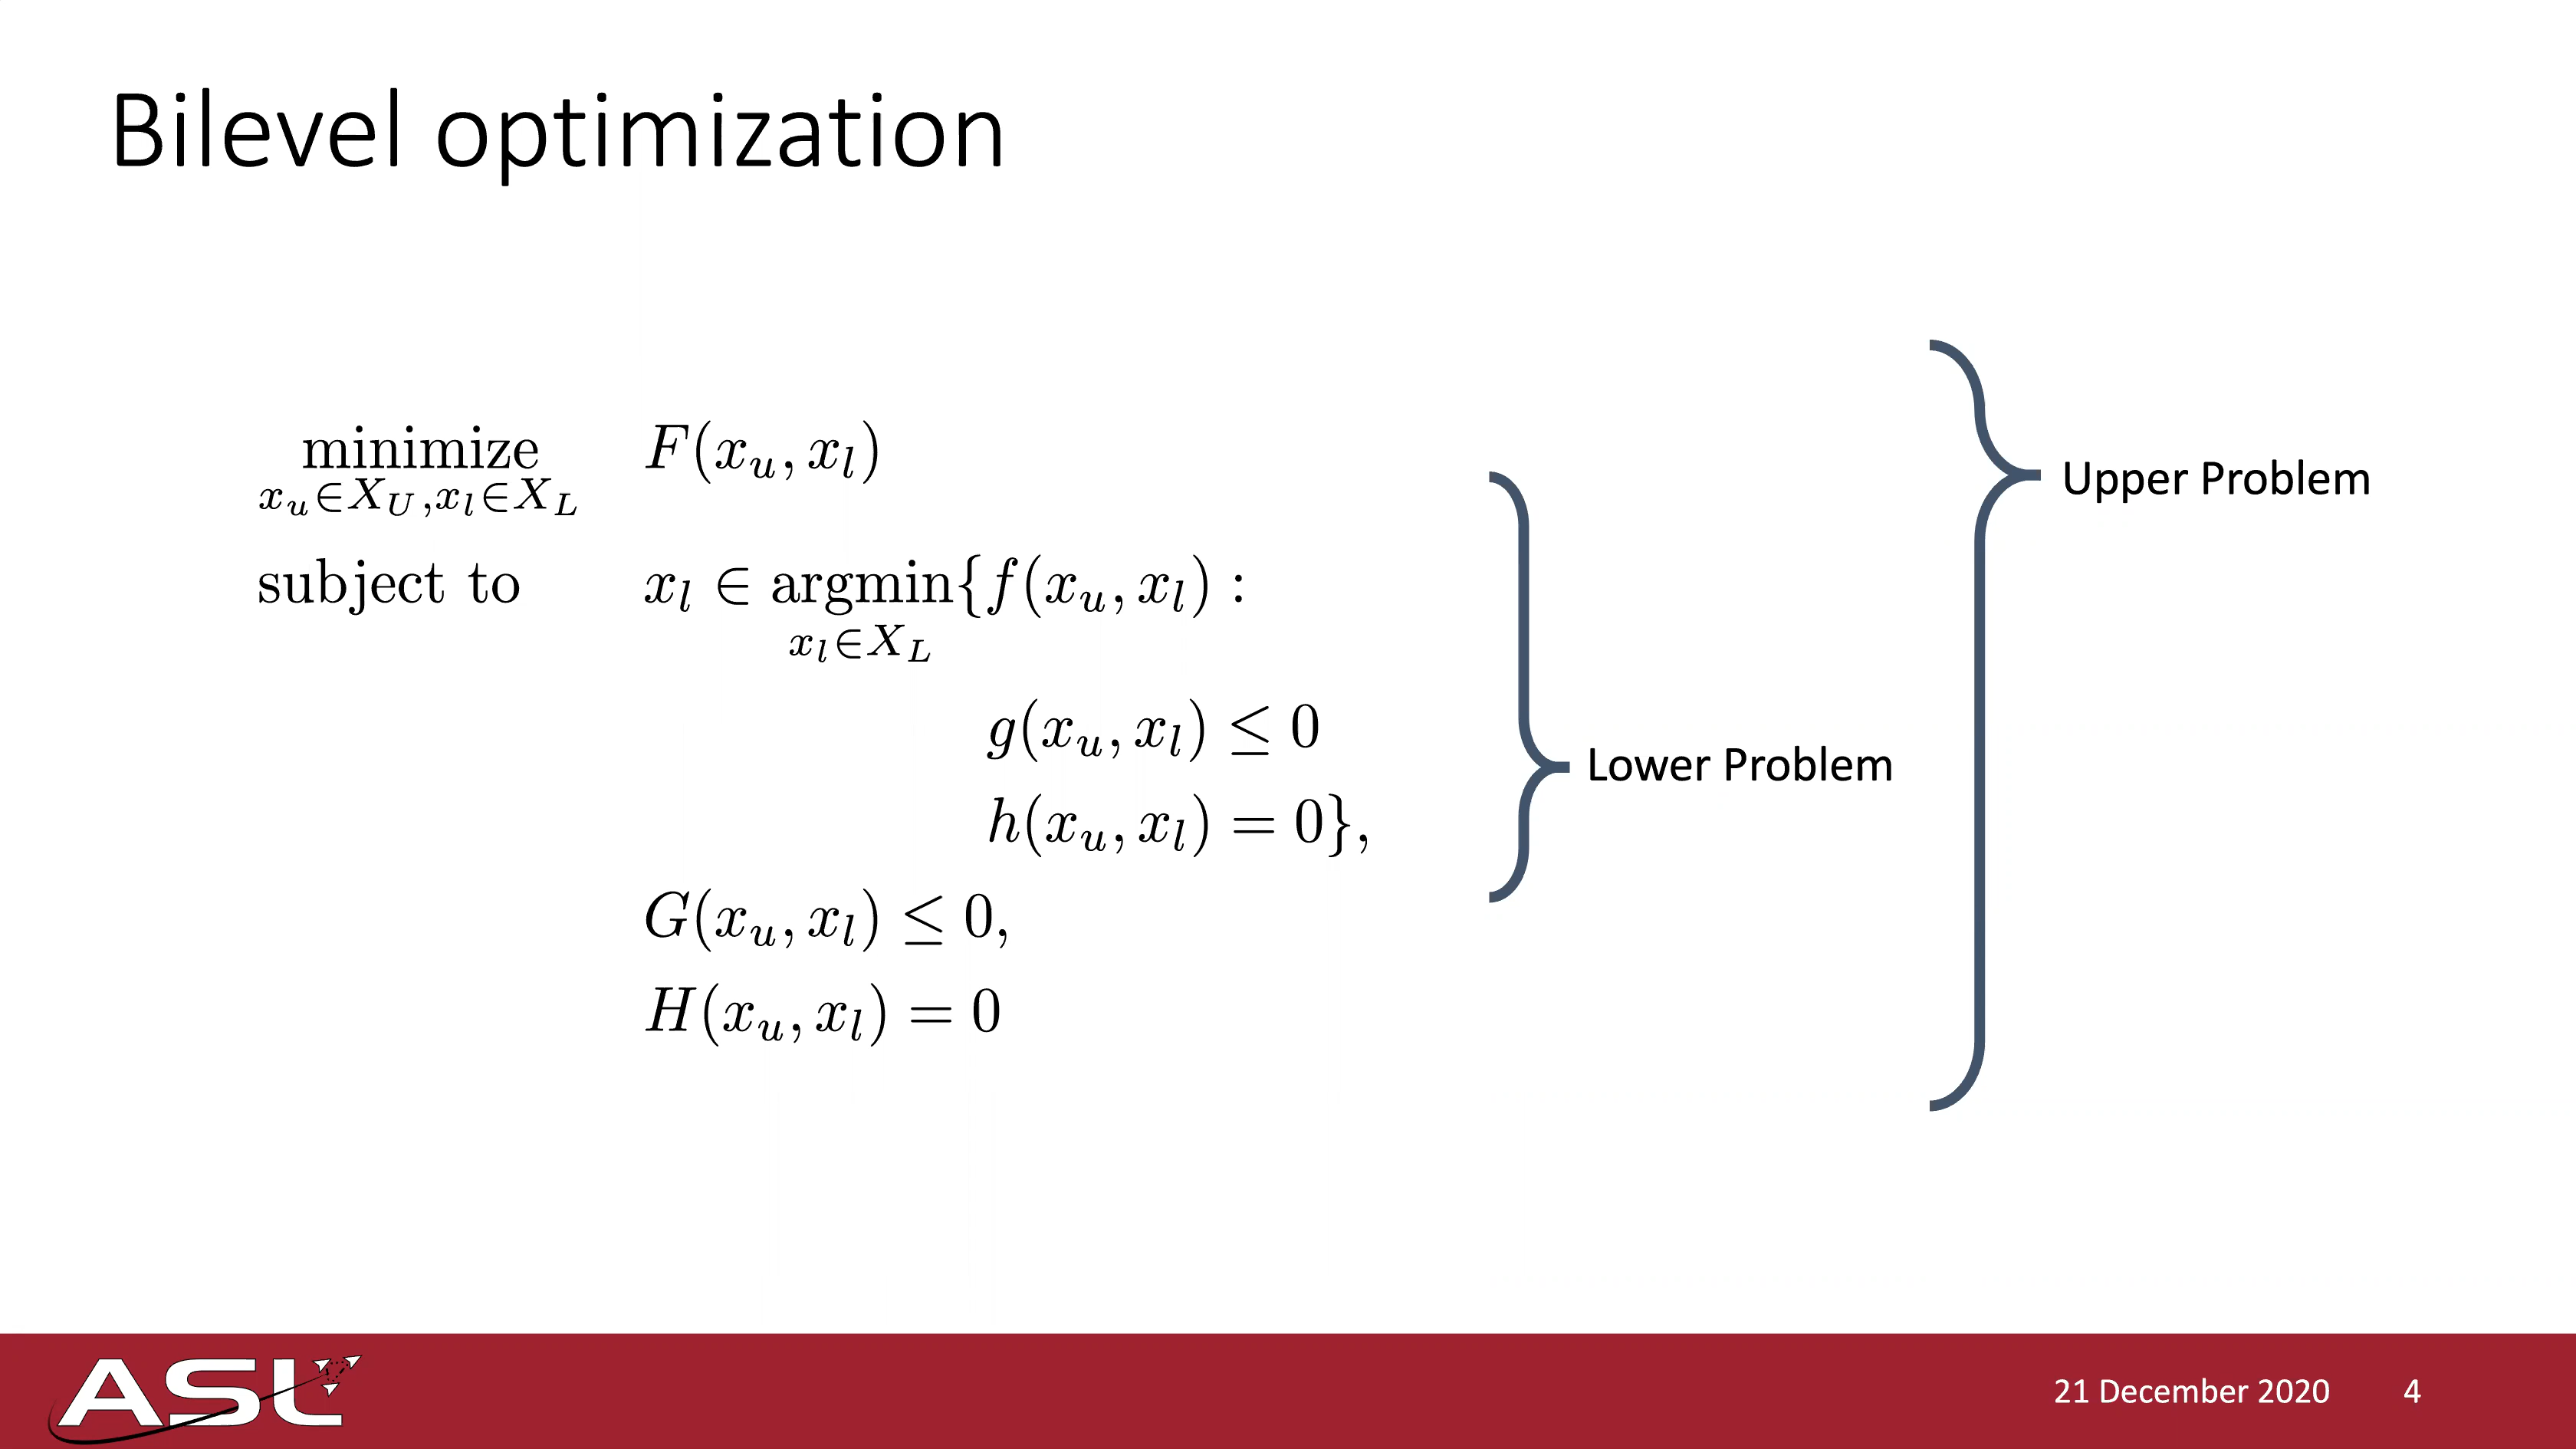 Bilevel optimization
minimize F(x_u, x_l)
x_u∈X_U, x_l∈X_L
subject to x_l ∈ argmin{f(x_u, x_l) :
x_l∈X_L
g(x_u, x_l) ≤ 0
h(x_u, x_l) = 0},
G(x_u, x_l) ≤ 0,
H(x_u, x_l) = 0
Upper Problem
Lower Problem
ASL
21 December 2020 4